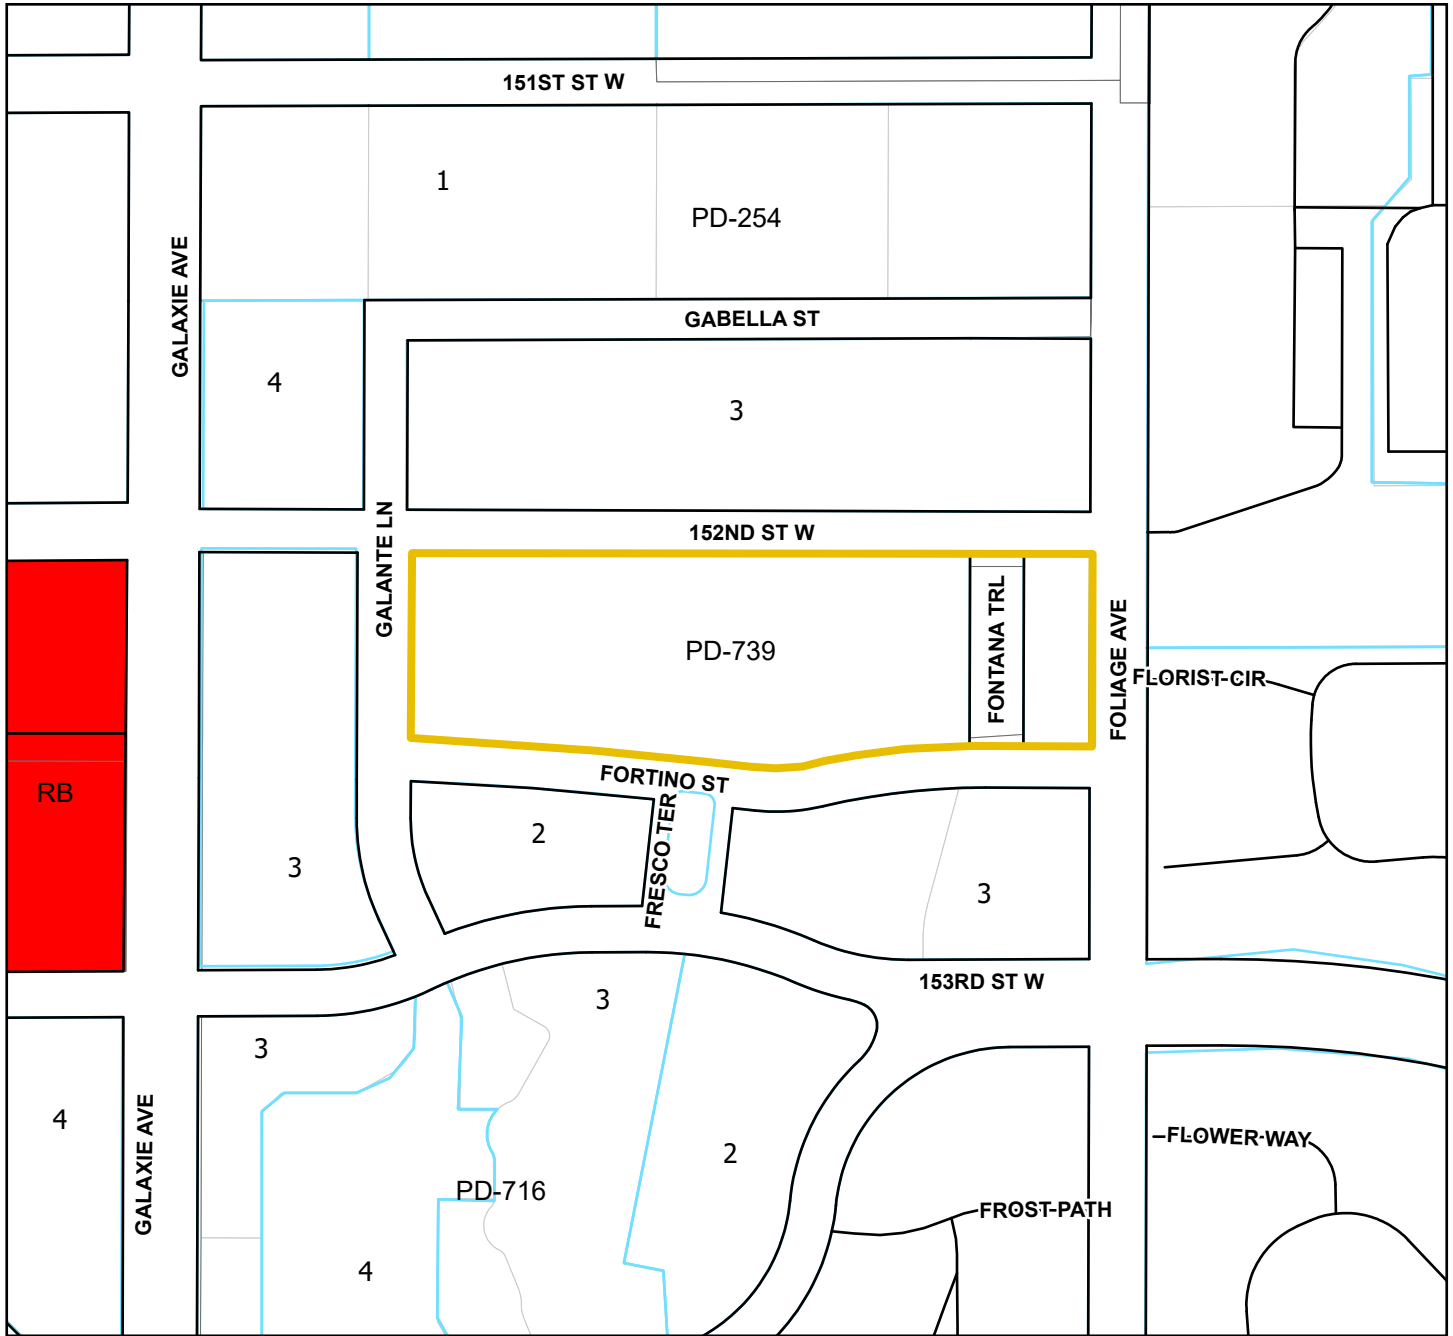 151ST ST W
1
PD-254
GALAXIE AVE
GABELLA ST
4
3
GALANTE LN
152ND ST W
PD-739
FONTANA TRL
FOLIAGE AVE
FLORIST CIR
RB
FORTINO ST
FRESCO TER
2
3
3
153RD ST W
3
3
4
GALAXIE AVE
2
FLOWER WAY
PD-716
FROST PATH
4